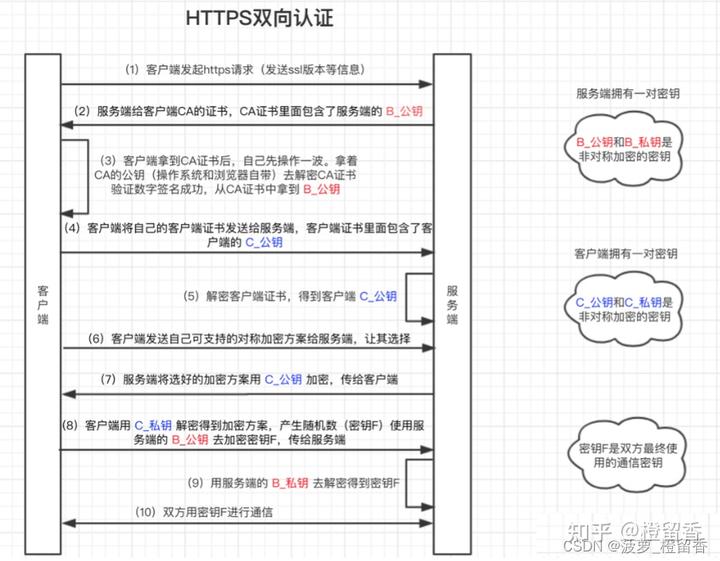 HTTPS双向认证
(1) 客户端发起https请求（发送ssl版本等信息）
(2) 服务端给客户端CA的证书，CA证书里面包含了服务端的 B_公钥
(3) 客户端拿到CA证书后，自己先操作一波。拿着
CA的公钥（操作系统和浏览器自带）去解密CA证书
验证数字签名成功，从CA证书中拿到 B_公钥
(4) 客户端将自己的客户端证书发送给服务端，客户端证书里面包含了客
户端的 C_公钥
(5) 解密客户端证书，得到客户端 C_公钥
(6) 客户端发送自己可支持的对称加密方案给服务端，让其选择
(7) 服务端将选好的加密方案用 C_公钥 加密，传给客户端
(8) 客户端用 C_私钥 解密得到加密方案，产生随机数（密钥F）使用服
务端的 B_公钥 去加密密钥F，传给服务端
(9) 用服务端的 B_私钥 去解密得到密钥F
(10) 双方用密钥F进行通信
客户端
服务端
服务端拥有一对密钥
B_公钥和B_私钥是
非对称加密的密钥
客户端拥有一对密钥
C_公钥和C_私钥是
非对称加密的密钥
密钥F是双方最终使
用的通信密钥
知乎 @橙留香
CSDN @菠萝_橙留香